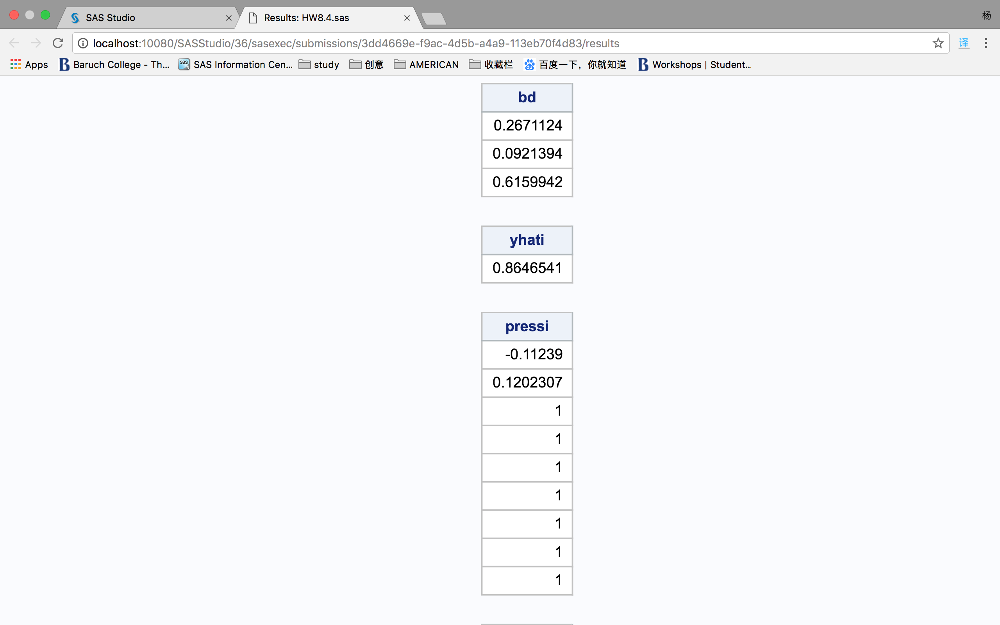 SAS Studio
Results: HW8.4.sas
杨
localhost:10080/SASStudio/36/sasexec/submissions/3dd4669e-f9ac-4d5b-a4a9-113eb70f4d83/results
译
Apps
B Baruch College - Th...
sas SAS Information Cen...
study
创意
AMERICAN
收藏栏
du 百度一下，你就知道
B Workshops | Student...
bd
0.2671124
0.0921394
0.6159942
yhati
0.8646541
pressi
-0.11239
0.1202307
1
1
1
1
1
1
1